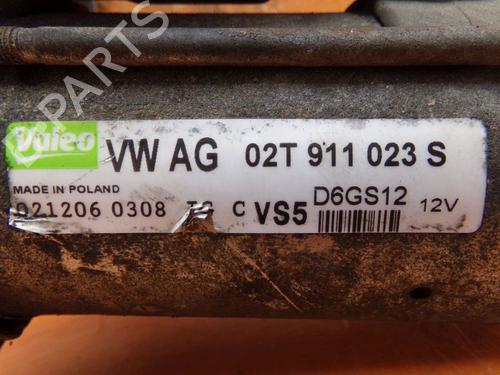 Valeo VW AG 02T 911 023 S
MADE IN POLAND
021206 0308 C VS5 D6GS12 12V
B-PARTS